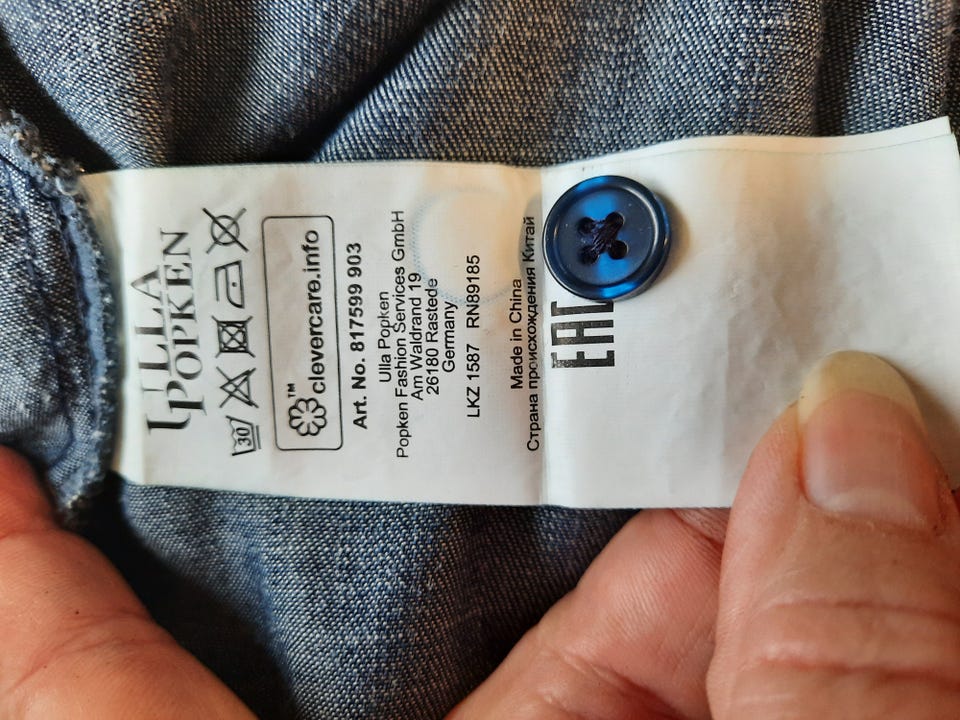 ULLA
POPKEN
30
clevercare.info
TM
Art. No. 817599 903
Ulla Popken
Popken Fashion Services GmbH
Am Waldrand 19
26180 Rastede
Germany
LKZ 1587 RN89185
Made in China
Страна происхождения Китай
EAC